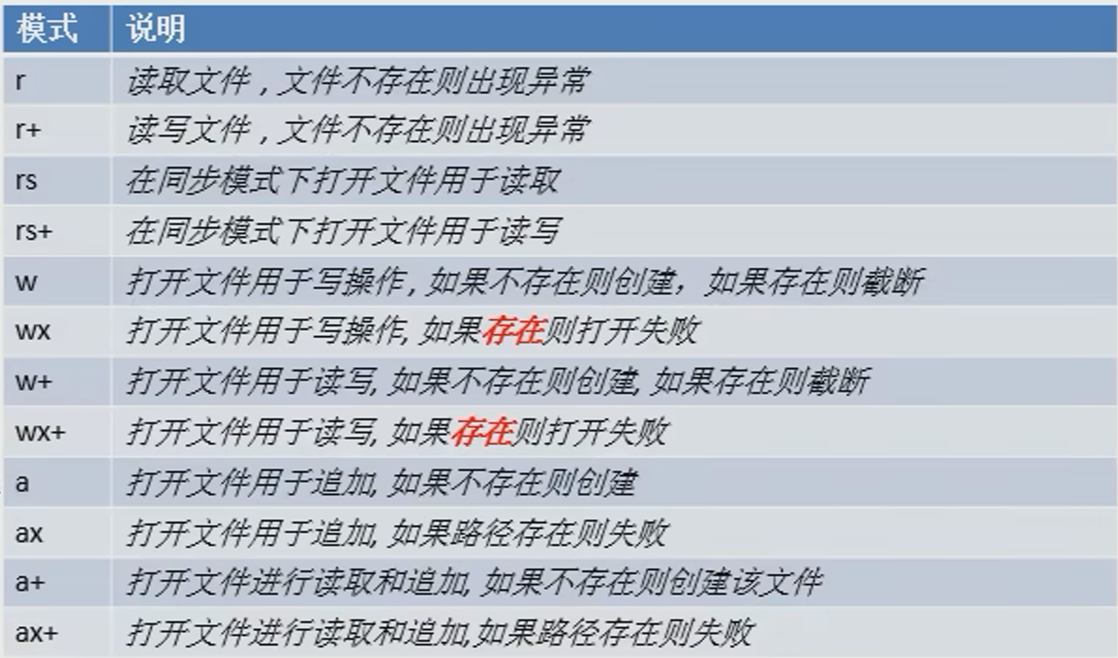 模式 说明
r 读取文件，文件不存在则出现异常
r+ 读写文件，文件不存在则出现异常
rs 在同步模式下打开文件用于读取
rs+ 在同步模式下打开文件用于读写
w 打开文件用于写操作, 如果不存在则创建，如果存在则截断
wx 打开文件用于写操作, 如果存在则打开失败
w+ 打开文件用于读写, 如果不存在则创建, 如果存在则截断
wx+ 打开文件用于读写, 如果存在则打开失败
a 打开文件用于追加, 如果不存在则创建
ax 打开文件用于追加, 如果路径存在则失败
a+ 打开文件进行读取和追加, 如果不存在则创建该文件
ax+ 打开文件进行读取和追加,如果路径存在则失败